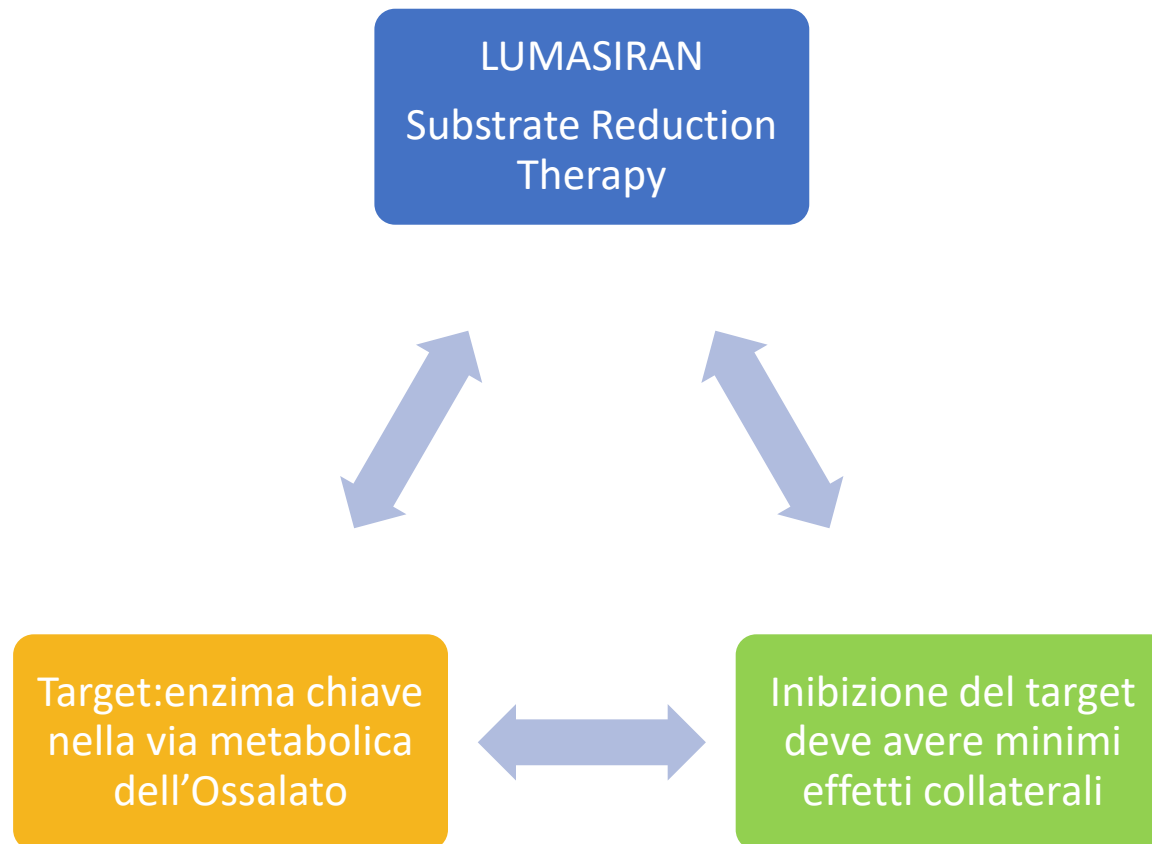 LUMASIRAN
Substrate Reduction
Therapy
Target:enzima chiave
nella via metabolica
dell’Ossalato
Inibizione del target
deve avere minimi
effetti collaterali